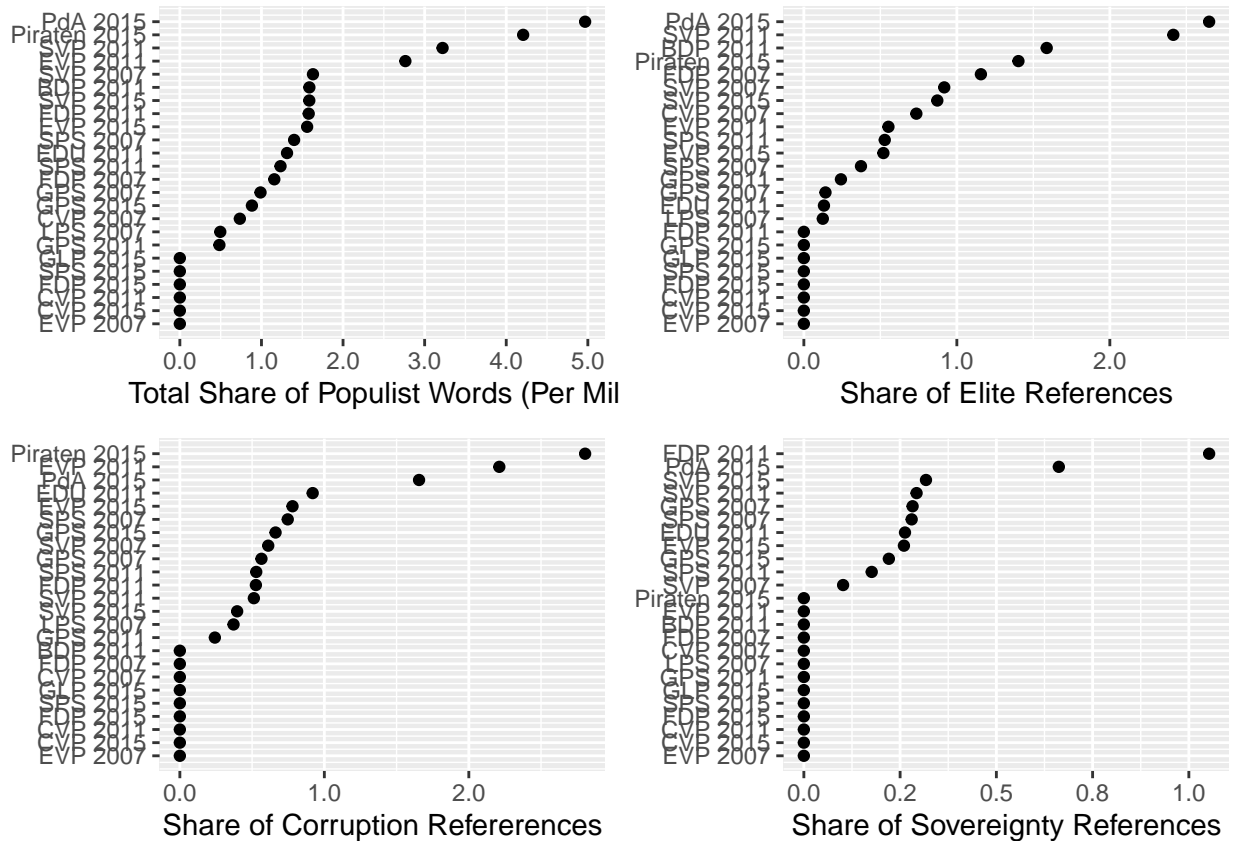 PdA 2015
Piraten 2015
SVP 2011
EVP 2011
SVP 2007
BDP 2011
SVP 2015
FDP 2011
EVP 2015
SPS 2007
EDU 2011
SPS 2011
FDP 2007
GPS 2007
GPS 2015
CVP 2007
LPS 2007
GPS 2011
GLP 2015
SPS 2015
FDP 2015
CVP 2011
CVP 2015
EVP 2007
0.0 1.0 2.0 3.0 4.0 5.0
Total Share of Populist Words (Per Mil
PdA 2015
SVP 2011
BDP 2011
Piraten 2015
FDP 2007
SVP 2007
SVP 2015
CVP 2007
EVP 2011
SPS 2011
EVP 2015
SPS 2007
GPS 2011
GPS 2007
EDU 2011
LPS 2007
FDP 2011
GPS 2015
GLP 2015
SPS 2015
FDP 2015
CVP 2011
CVP 2015
EVP 2007
0.0 1.0 2.0
Share of Elite References
Piraten 2015
EVP 2011
PdA 2015
EDU 2011
EVP 2015
SPS 2007
GPS 2015
SVP 2007
GPS 2007
SPS 2011
FDP 2011
SVP 2011
SVP 2015
LPS 2007
GPS 2011
BDP 2011
FDP 2007
CVP 2007
GLP 2015
SPS 2015
FDP 2015
CVP 2011
CVP 2015
EVP 2007
0.0 1.0 2.0
Share of Corruption Refererences
FDP 2011
PdA 2015
SVP 2015
SVP 2011
GPS 2007
SPS 2007
EDU 2011
EVP 2015
GPS 2015
SPS 2011
SVP 2007
Piraten 2015
EVP 2011
BDP 2011
FDP 2007
CVP 2007
LPS 2007
GPS 2011
GLP 2015
SPS 2015
FDP 2015
CVP 2011
CVP 2015
EVP 2007
0.0 0.2 0.5 0.8 1.0
Share of Sovereignty References